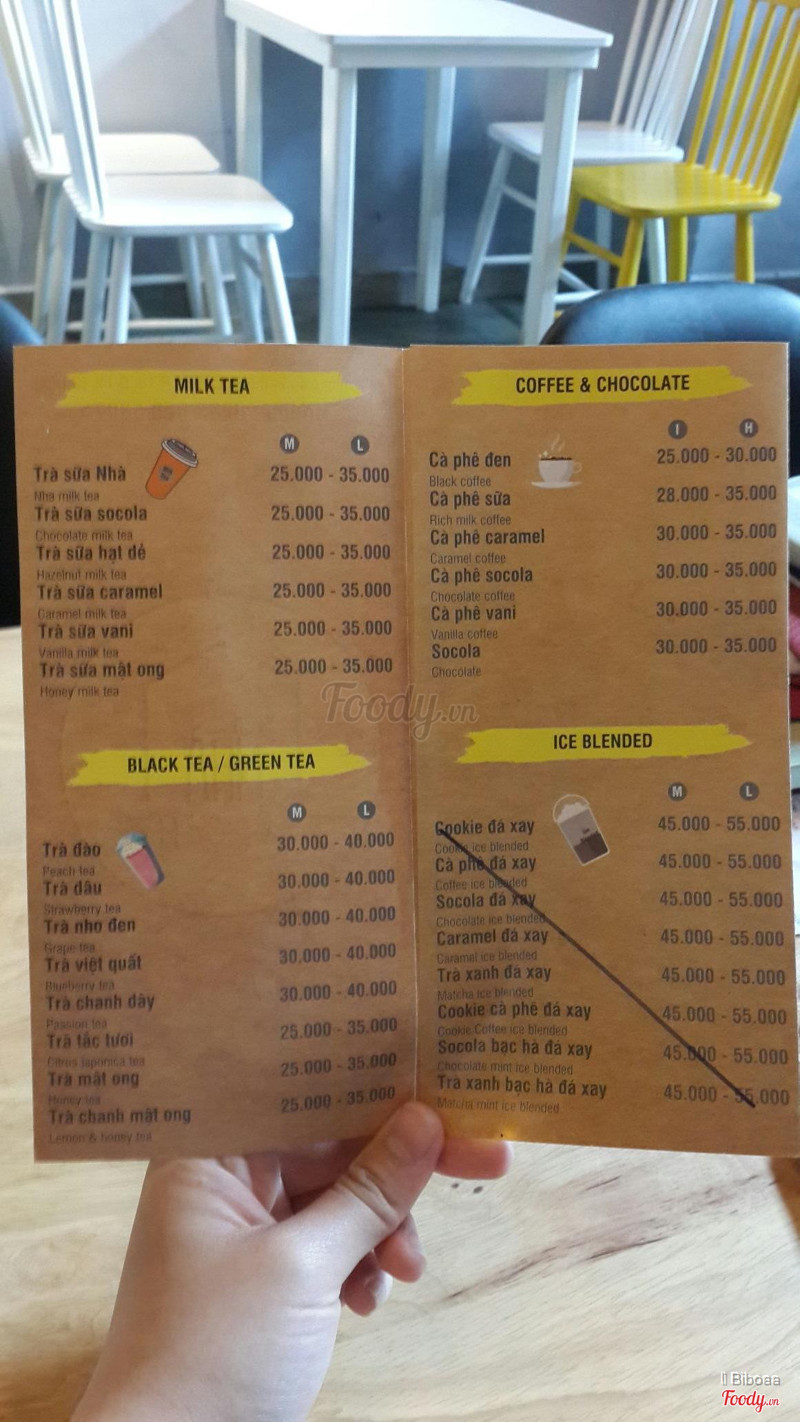 MILK TEA
M L
Trà sữa Nhà 25.000 - 35.000
Nha milk tea
Trà sữa socola 25.000 - 35.000
Chocolate milk tea
Trà sữa hạt dẻ 25.000 - 35.000
Hazelnut milk tea
Trà sữa caramel 25.000 - 35.000
Caramel milk tea
Trà sữa vani 25.000 - 35.000
Vanilla milk tea
Trà sữa mật ong 25.000 - 35.000
Honey milk tea
BLACK TEA / GREEN TEA
M L
Trà đào 30.000 - 40.000
Peach tea
Trà dâu 30.000 - 40.000
Strawberry tea
Trà nho đen 30.000 - 40.000
Grape tea
Trà việt quất 30.000 - 40.000
Blueberry tea
Trà chanh dây 30.000 - 40.000
Passion tea
Trà tắc tươi 25.000 - 35.000
Citrus japonica tea
Trà mật ong 25.000 - 35.000
Honey tea
Trà chanh mật ong 25.000 - 35.000
Lemon & honey tea
COFFEE & CHOCOLATE
I H
Cà phê đen 25.000 - 30.000
Black coffee
Cà phê sữa 28.000 - 35.000
Rich milk coffee
Cà phê caramel 30.000 - 35.000
Caramel coffee
Cà phê socola 30.000 - 35.000
Chocolate coffee
Cà phê vani 30.000 - 35.000
Vanilla coffee
Socola 30.000 - 35.000
Chocolate
ICE BLENDED
M L
Cookie đá xay 45.000 - 55.000
Cookie ice blended
Cà phê đá xay 45.000 - 55.000
Coffee ice blended
Socola đá xay 45.000 - 55.000
Chocolate ice blended
Caramel đá xay 45.000 - 55.000
Caramel ice blended
Trà xanh đá xay 45.000 - 55.000
Matcha ice blended
Cookie cà phê đá xay 45.000 - 55.000
Cookie Coffee ice blended
Socola bạc hà đá xay 45.000 - 55.000
Chocolate mint ice blended
Trà xanh bạc hà đá xay 45.000 - 55.000
Matcha mint ice blended
Foody.vn
Biboaa
Foody.vn